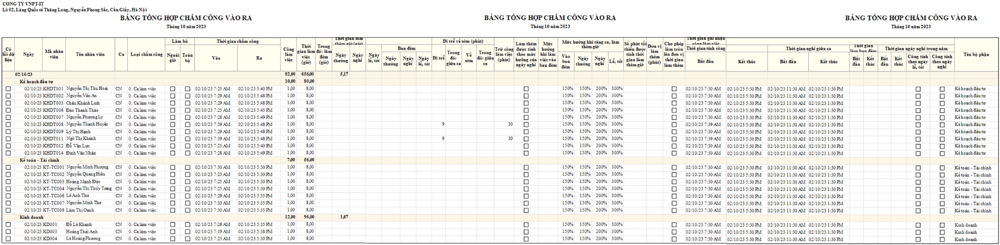 CÔNG TY VNPT-IT
Lô 02, Làng Quốc tế Thăng Long, Nguyễn Phong Sắc, Cầu Giấy, Hà Nội
BẢNG TỔNG HỢP CHẤM CÔNG VÀO RA BẢNG TỔNG HỢP CHẤM CÔNG VÀO RA BẢNG TỔNG HỢP CHẤM CÔNG VÀO RA
Tháng 10 năm 2023 Tháng 10 năm 2023 Tháng 10 năm 2023
Có lỗi dữ liệu Ngày Mã nhân viên Tên nhân viên Ca Loại chấm công Làm bù Ngoài giờ Toàn bộ Thời gian chấm công Vào Ra Công làm việc Thời gian làm việc (giờ) Trong đó: làm đêm (giờ) Thời gian làm thêm giờ (giờ) Ngày thường Ngày nghỉ Ngày lễ, tết Ban đêm Ngày thường Ngày nghỉ Ngày lễ, tết Đi trễ về sớm (phút) Đi trễ Trong đó: giữa ca Về sớm Trong đó: giữa ca Trừ công làm việc (phút) Làm thêm được tính theo mức hưởng của ngày nghỉ Mức hưởng khi làm việc vào ban đêm Mức hưởng khi tăng ca, làm thêm giờ Vào ban đêm Ngày thường Ngày nghỉ Lễ, tết Số phút tối thiểu được tính thời gian làm thêm giờ Đơn vị làm thêm (phút) Cho phép làm tròn lên đơn vị thời gian làm thêm Thời gian ghi nhận công làm việc Thời gian tính công Bắt đầu Kết thúc Thời gian nghỉ giữa ca Bắt đầu Kết thúc Thời gian làm ban đêm Bắt đầu Kết thúc Thời gian ngày nghỉ trong năm Bắt đầu Kết thúc Công tính theo ngày lễ, tết Công tính theo ngày nghỉ Tên bộ phận
02/10/23 82,00 656,00 5,17
Kế hoạch đầu tư 10,00 80,00
02/10/23 KHDT001 Nguyễn Thị Thu Hoài CN 0. Ca làm việc 02/10/23 7:25 AM 02/10/23 5:40 PM 1,00 8,00 150% 150% 200% 300% 02/10/23 7:30 AM 02/10/23 5:30 PM 02/10/23 11:30 AM 02/10/23 1:30 PM Kế hoạch đầu tư
02/10/23 KHDT002 Nguyễn Văn An CN 0. Ca làm việc 02/10/23 7:29 AM 02/10/23 5:48 PM 1,00 8,00 150% 150% 200% 300% 02/10/23 7:30 AM 02/10/23 5:30 PM 02/10/23 11:30 AM 02/10/23 1:30 PM Kế hoạch đầu tư
02/10/23 KHDT003 Châu Khánh Linh CN 0. Ca làm việc 02/10/23 7:29 AM 02/10/23 5:48 PM 1,00 8,00 150% 150% 200% 300% 02/10/23 7:30 AM 02/10/23 5:30 PM 02/10/23 11:30 AM 02/10/23 1:30 PM Kế hoạch đầu tư
02/10/23 KHDT006 Đào Thanh Thảo CN 0. Ca làm việc 02/10/23 7:25 AM 02/10/23 5:45 PM 1,00 8,00 150% 150% 200% 300% 02/10/23 7:30 AM 02/10/23 5:30 PM 02/10/23 11:30 AM 02/10/23 1:30 PM Kế hoạch đầu tư
02/10/23 KHDT007 Nguyễn Phương Ly CN 0. Ca làm việc 02/10/23 7:28 AM 02/10/23 5:49 PM 1,00 8,00 150% 150% 200% 300% 02/10/23 7:30 AM 02/10/23 5:30 PM 02/10/23 11:30 AM 02/10/23 1:30 PM Kế hoạch đầu tư
02/10/23 KHDT008 Nguyễn Thanh Huyền CN 0. Ca làm việc 02/10/23 7:39 AM 02/10/23 5:48 PM 1,00 8,00 9 30 150% 150% 200% 300% 02/10/23 7:39 AM 02/10/23 5:30 PM 02/10/23 11:30 AM 02/10/23 1:30 PM Kế hoạch đầu tư
02/10/23 KHDT009 Lý Thị Hạnh CN 0. Ca làm việc 02/10/23 7:29 AM 02/10/23 5:48 PM 1,00 8,00 150% 150% 200% 300% 02/10/23 7:30 AM 02/10/23 5:30 PM 02/10/23 11:30 AM 02/10/23 1:30 PM Kế hoạch đầu tư
02/10/23 KHDT011 Ngô Thị Khánh CN 0. Ca làm việc 02/10/23 7:39 AM 02/10/23 5:48 PM 1,00 8,00 9 30 150% 150% 200% 300% 02/10/23 7:39 AM 02/10/23 5:30 PM 02/10/23 11:30 AM 02/10/23 1:30 PM Kế hoạch đầu tư
02/10/23 KHDT012 Đỗ Văn Lực CN 0. Ca làm việc 02/10/23 7:25 AM 02/10/23 5:40 PM 1,00 8,00 150% 150% 200% 300% 02/10/23 7:30 AM 02/10/23 5:30 PM 02/10/23 11:30 AM 02/10/23 1:30 PM Kế hoạch đầu tư
02/10/23 KHDT014 Đinh Văn Nhân CN 0. Ca làm việc 02/10/23 7:28 AM 02/10/23 5:49 PM 1,00 8,00 150% 150% 200% 300% 02/10/23 7:30 AM 02/10/23 5:30 PM 02/10/23 11:30 AM 02/10/23 1:30 PM Kế hoạch đầu tư
Kế toán - Tài chính 7,00 56,00
02/10/23 KT-TC001 Nguyễn Minh Phượng CN 0. Ca làm việc 02/10/23 7:30 AM 02/10/23 5:30 PM 1,00 8,00 150% 150% 200% 300% 02/10/23 7:30 AM 02/10/23 5:30 PM 02/10/23 11:30 AM 02/10/23 1:30 PM Kế toán - Tài chính
02/10/23 KT-TC002 Nguyễn Quang Hiếu CN 0. Ca làm việc 02/10/23 7:25 AM 02/10/23 5:30 PM 1,00 8,00 150% 150% 200% 300% 02/10/23 7:30 AM 02/10/23 5:30 PM 02/10/23 11:30 AM 02/10/23 1:30 PM Kế toán - Tài chính
02/10/23 KT-TC003 Hoàng Mạnh Đức CN 0. Ca làm việc 02/10/23 7:25 AM 02/10/23 5:30 PM 1,00 8,00 150% 150% 200% 300% 02/10/23 7:30 AM 02/10/23 5:30 PM 02/10/23 11:30 AM 02/10/23 1:30 PM Kế toán - Tài chính
02/10/23 KT-TC004 Nguyễn Thị Thùy Trang CN 0. Ca làm việc 02/10/23 7:25 AM 02/10/23 5:30 PM 1,00 8,00 150% 150% 200% 300% 02/10/23 7:30 AM 02/10/23 5:30 PM 02/10/23 11:30 AM 02/10/23 1:30 PM Kế toán - Tài chính
02/10/23 KT-TC006 Lê Anh Thư CN 0. Ca làm việc 02/10/23 7:29 AM 02/10/23 5:35 PM 1,00 8,00 150% 150% 200% 300% 02/10/23 7:30 AM 02/10/23 5:30 PM 02/10/23 11:30 AM 02/10/23 1:30 PM Kế toán - Tài chính
02/10/23 KT-TC007 Nguyễn Minh Thư CN 0. Ca làm việc 02/10/23 7:30 AM 02/10/23 5:35 PM 1,00 8,00 150% 150% 200% 300% 02/10/23 7:30 AM 02/10/23 5:30 PM 02/10/23 11:30 AM 02/10/23 1:30 PM Kế toán - Tài chính
02/10/23 KT-TC008 Lâm Thị Oanh CN 0. Ca làm việc 02/10/23 7:30 AM 02/10/23 5:35 PM 1,00 8,00 150% 150% 200% 300% 02/10/23 7:30 AM 02/10/23 5:30 PM 02/10/23 11:30 AM 02/10/23 1:30 PM Kế toán - Tài chính
Kinh doanh 12,00 96,00 1,67
02/10/23 KD001 Đỗ Lê Khanh CN 0. Ca làm việc 02/10/23 7:26 AM 02/10/23 5:35 PM 1,00 8,00 150% 150% 200% 300% 02/10/23 7:30 AM 02/10/23 5:30 PM 02/10/23 11:30 AM 02/10/23 1:30 PM Kinh doanh
02/10/23 KD003 Hoàng Thái Anh CN 0. Ca làm việc 02/10/23 7:19 AM 02/10/23 5:38 PM 1,00 8,00 150% 150% 200% 300% 02/10/23 7:30 AM 02/10/23 5:30 PM 02/10/23 11:30 AM 02/10/23 1:30 PM Kinh doanh
02/10/23 KD004 Lê Hoàng Phương CN 0. Ca làm việc 02/10/23 7:25 AM 02/10/23 5:30 PM 1,00 8,00 150% 150% 200% 300% 02/10/23 7:30 AM 02/10/23 5:30 PM 02/10/23 11:30 AM 02/10/23 1:30 PM Kinh doanh